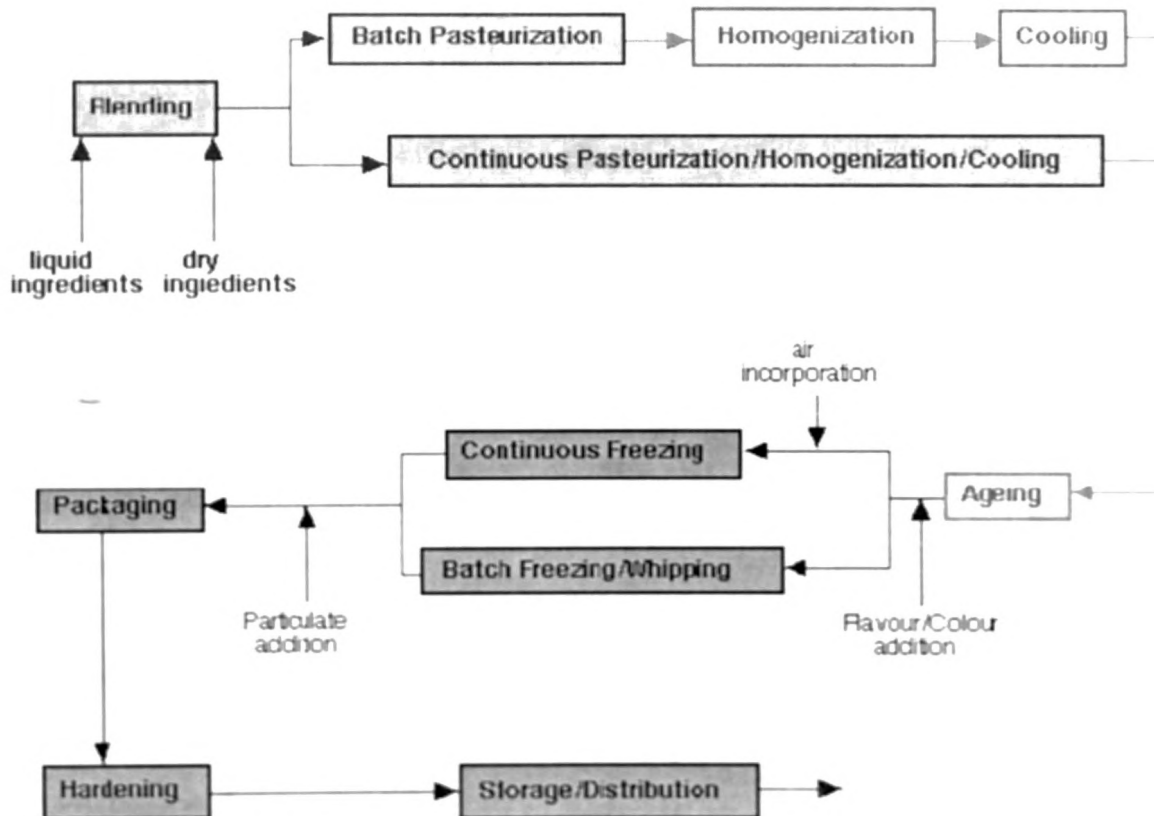 Batch Pasteurization
Homogenization
Cooling
Blending
Continuous Pasteurization/Homogenization/Cooling
liquid
ingredients
dry
ingredients
air
incorporation
Continuous Freezing
Ageing
Packaging
Batch Freezing/Whipping
Particulate
addition
Flavour/Colour
addition
Hardening
Storage/Distribution